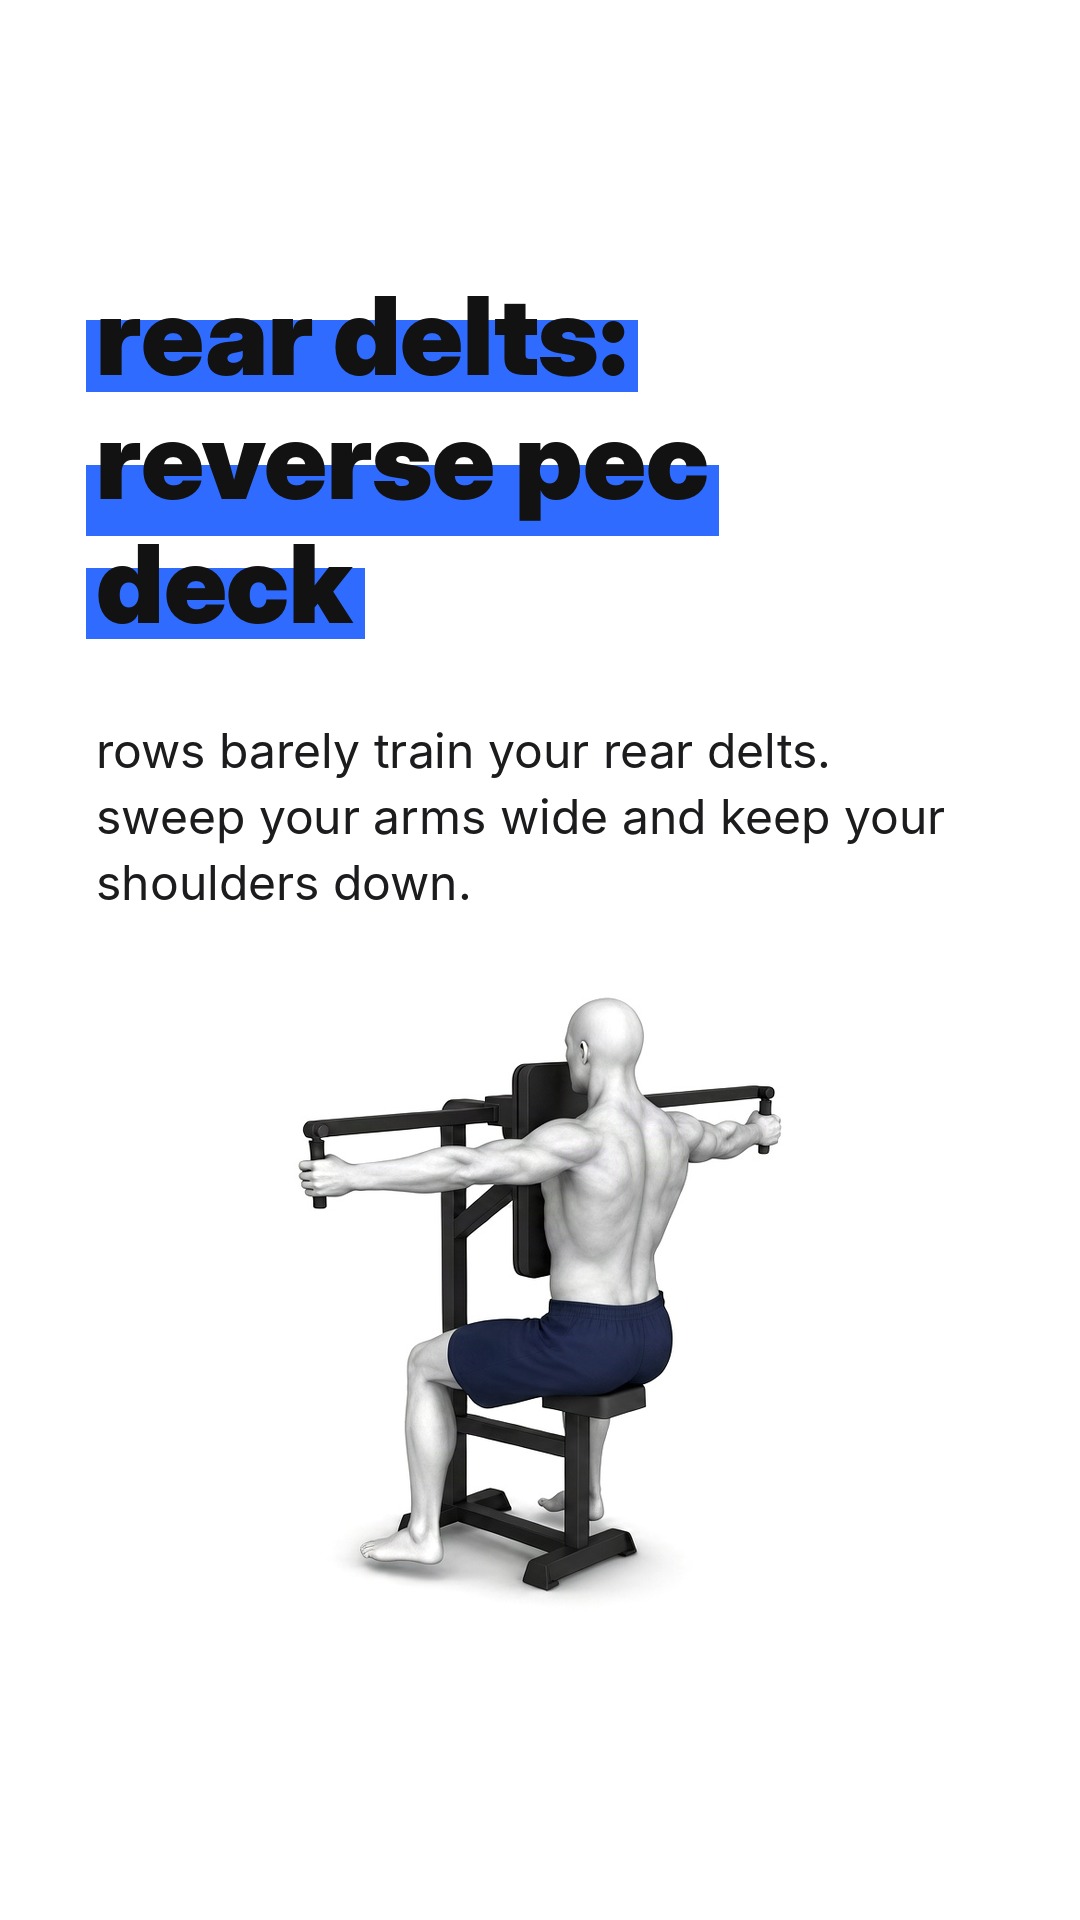 rear delts:
reverse pec
deck
rows barely train your rear delts.
sweep your arms wide and keep your
shoulders down.